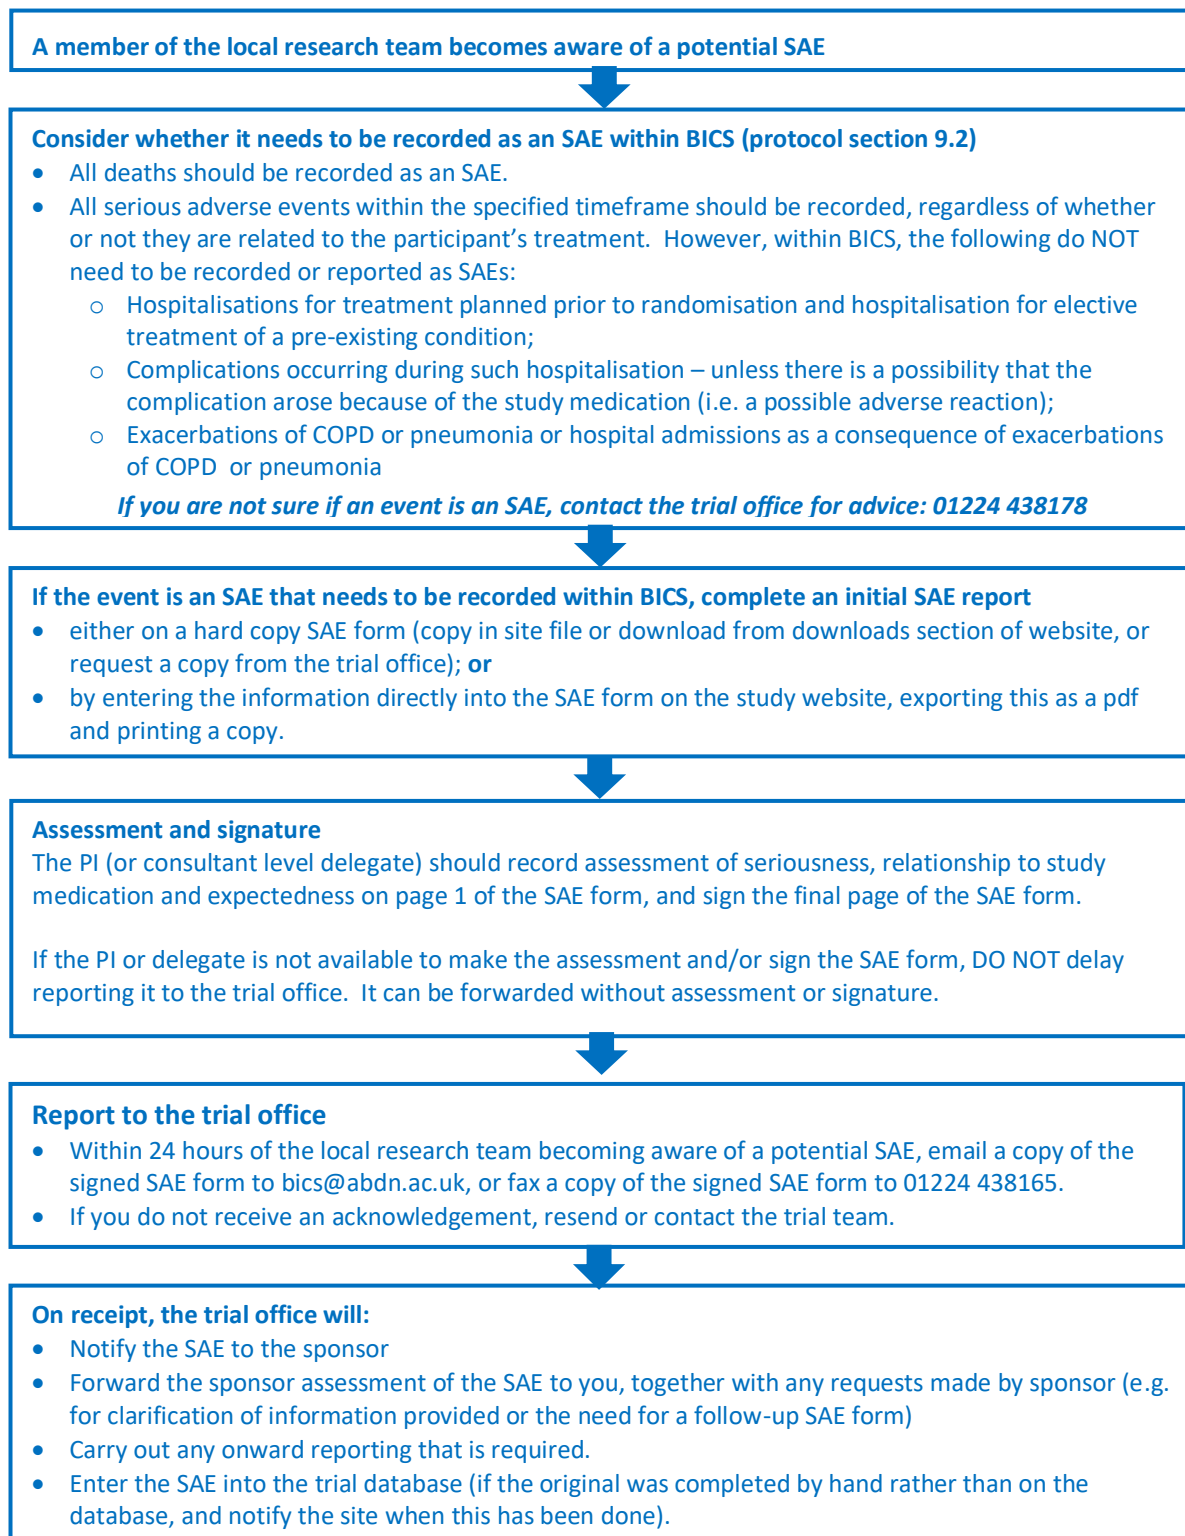 A member of the local research team becomes aware of a potential SAE
Consider whether it needs to be recorded as an SAE within BICS (protocol section 9.2)
• All deaths should be recorded as an SAE.
• All serious adverse events within the specified timeframe should be recorded, regardless of whether
or not they are related to the participant's treatment. However, within BICS, the following do NOT
need to be recorded or reported as SAEs:
o Hospitalisations for treatment planned prior to randomisation and hospitalisation for elective
treatment of a pre-existing condition;
o Complications occurring during such hospitalisation – unless there is a possibility that the
complication arose because of the study medication (i.e. a possible adverse reaction);
o Exacerbations of COPD or pneumonia or hospital admissions as a consequence of exacerbations
of COPD or pneumonia
If you are not sure if an event is an SAE, contact the trial office for advice: 01224 438178
If the event is an SAE that needs to be recorded within BICS, complete an initial SAE report
• either on a hard copy SAE form (copy in site file or download from downloads section of website, or
request a copy from the trial office); or
• by entering the information directly into the SAE form on the study website, exporting this as a pdf
and printing a copy.
Assessment and signature
The PI (or consultant level delegate) should record assessment of seriousness, relationship to study
medication and expectedness on page 1 of the SAE form, and sign the final page of the SAE form.
If the PI or delegate is not available to make the assessment and/or sign the SAE form, DO NOT delay
reporting it to the trial office. It can be forwarded without assessment or signature.
Report to the trial office
• Within 24 hours of the local research team becoming aware of a potential SAE, email a copy of the
signed SAE form to bics@abdn.ac.uk, or fax a copy of the signed SAE form to 01224 438165.
• If you do not receive an acknowledgement, resend or contact the trial team.
On receipt, the trial office will:
• Notify the SAE to the sponsor
• Forward the sponsor assessment of the SAE to you, together with any requests made by sponsor (e.g.
for clarification of information provided or the need for a follow-up SAE form)
• Carry out any onward reporting that is required.
• Enter the SAE into the trial database (if the original was completed by hand rather than on the
database, and notify the site when this has been done).